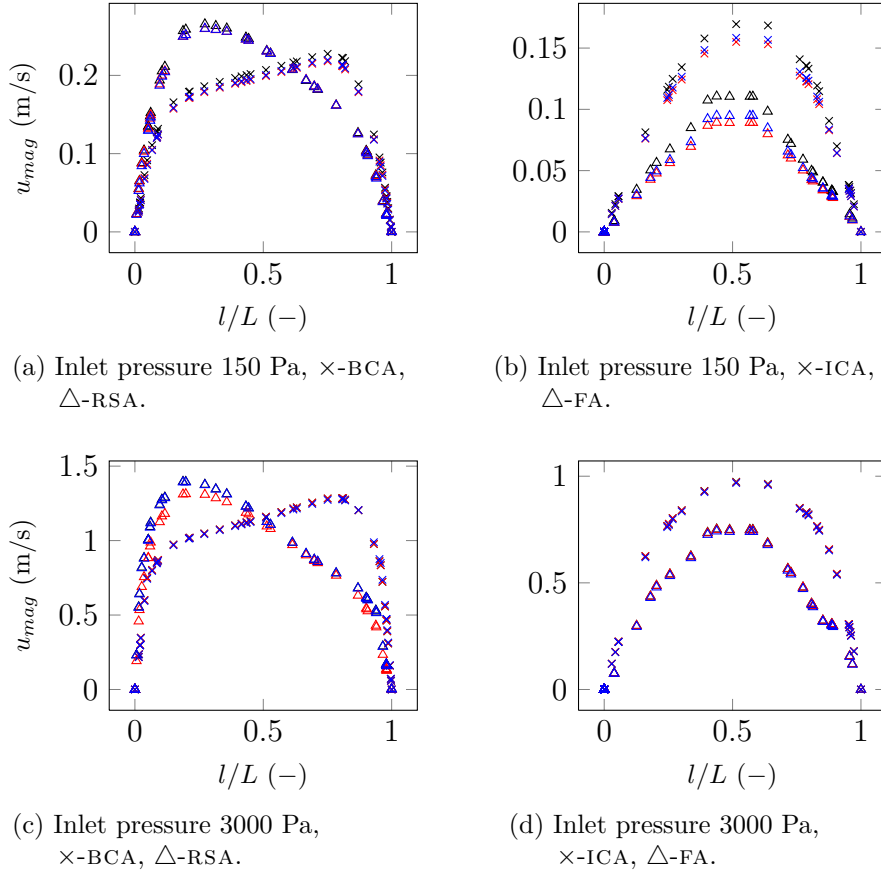 0.2
0.1
0
u_mag (m/s)
0 0.5 1
l/L (−)
(a) Inlet pressure 150 Pa, ×-BCA,
△-RSA.
0.15
0.1
0.05
0
0 0.5 1
l/L (−)
(b) Inlet pressure 150 Pa, ×-ICA,
△-FA.
1.5
1
0.5
0
u_mag (m/s)
0 0.5 1
l/L (−)
(c) Inlet pressure 3000 Pa,
×-BCA, △-RSA.
1
0.5
0
0 0.5 1
l/L (−)
(d) Inlet pressure 3000 Pa,
×-ICA, △-FA.